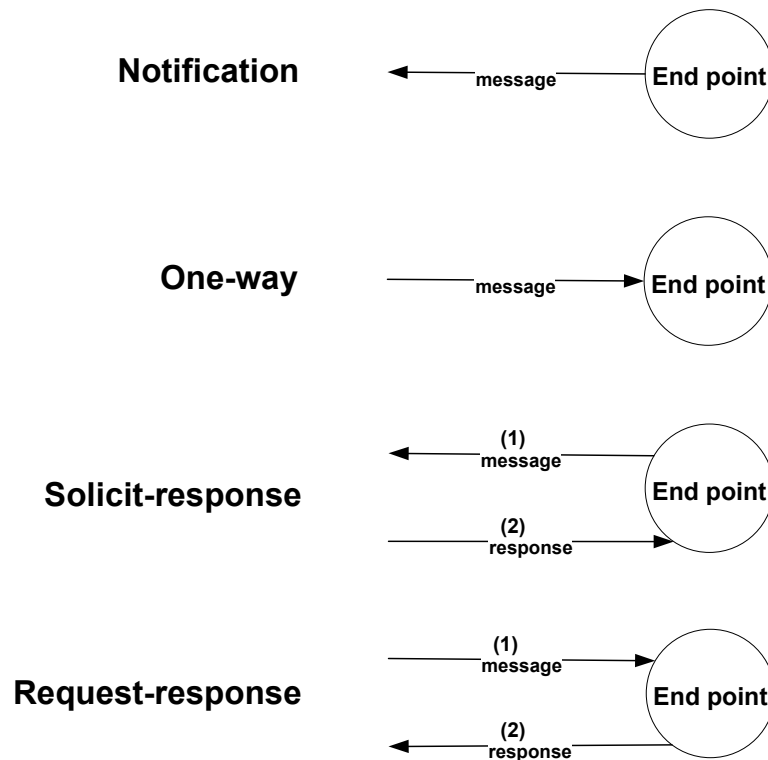 Notification
message
End point
One-way
message
End point
Solicit-response
(1)
message
End point
(2)
response
Request-response
(1)
message
End point
(2)
response